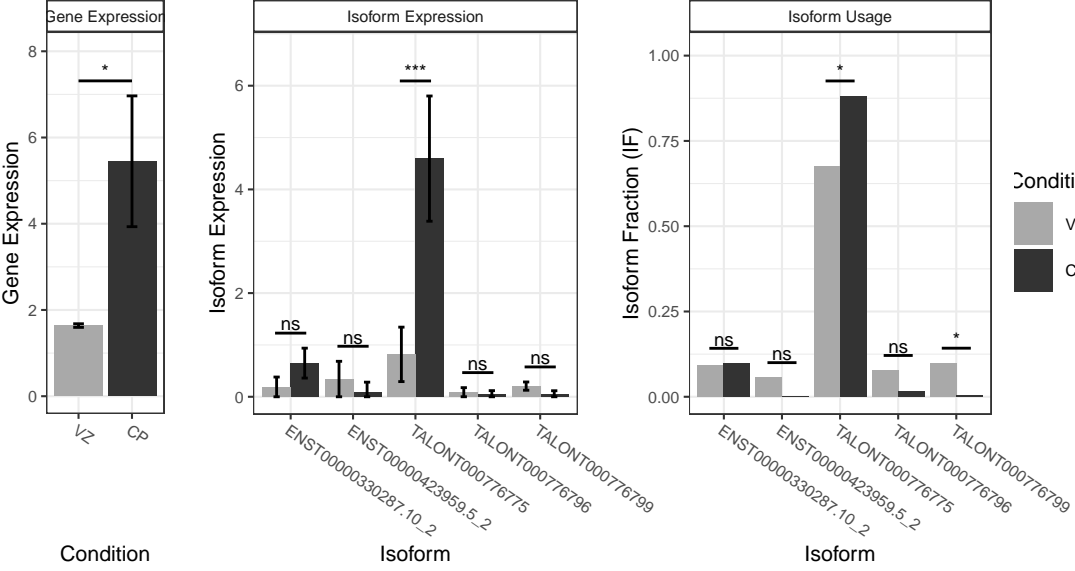 Gene Expression
Isoform Expression
Isoform Usage
Gene Expression
8
6
4
2
0
*
VZ
CP
Condition
Isoform Expression
6
4
2
0
ns
ns
***
ns
ns
ENST00000330287.10_2
ENST00000423959.5_2
TALONT000776775
TALONT000776796
TALONT000776799
Isoform
Isoform Fraction (IF)
1.00
0.75
0.50
0.25
0.00
ns
ns
*
ns
*
ENST00000330287.10_2
ENST00000423959.5_2
TALONT000776775
TALONT000776796
TALONT000776799
Isoform
Conditi
V
C